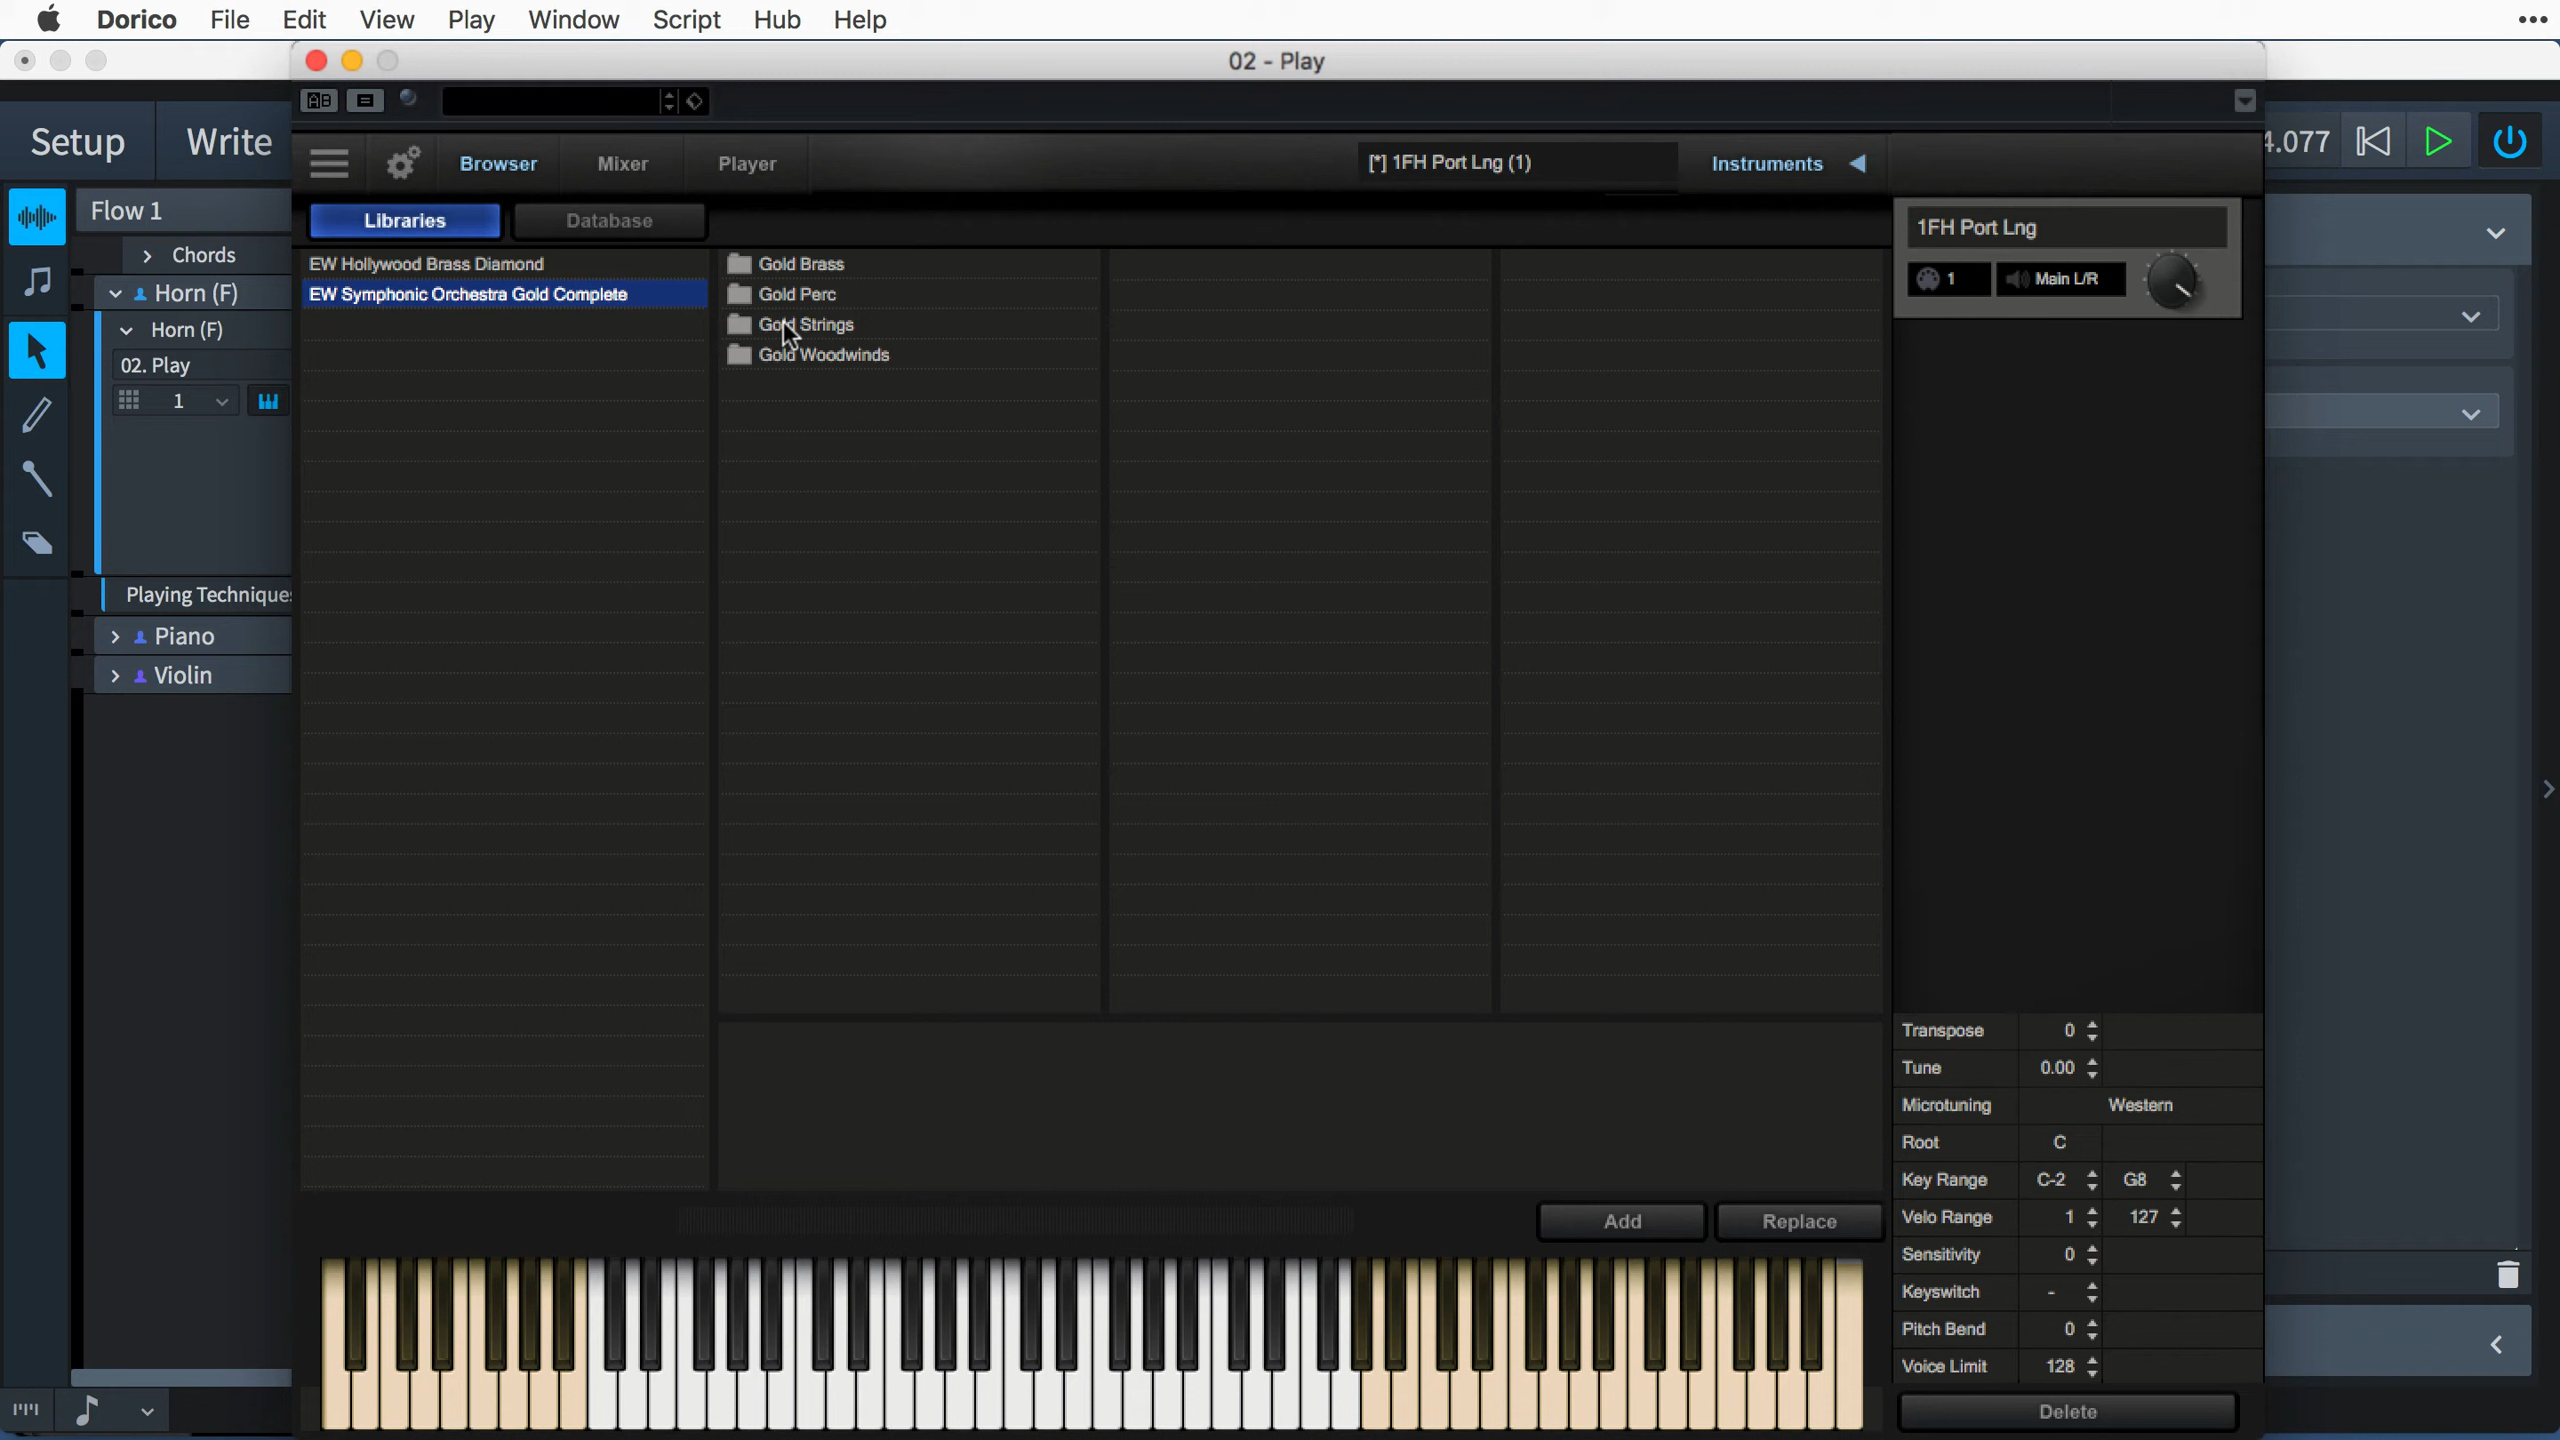 Dorico File Edit View Play Window Script Hub Help
02 - Play
Setup Write
4.077
Browser Mixer Player
[*] 1FH Port Lng (1)
Instruments
Libraries Database
Flow 1
Chords
Horn (F)
Horn (F)
02. Play
1
Playing Techniques
Piano
Violin
EW Hollywood Brass Diamond
EW Symphonic Orchestra Gold Complete
Gold Brass
Gold Perc
Gold Strings
Gold Woodwinds
1FH Port Lng
1 Main L/R
Transpose 0
Tune 0.00
Microtuning Western
Root C
Key Range C-2 G8
Velo Range 1 127
Sensitivity 0
Keyswitch -
Pitch Bend 0
Voice Limit 128
Add Replace
Delete